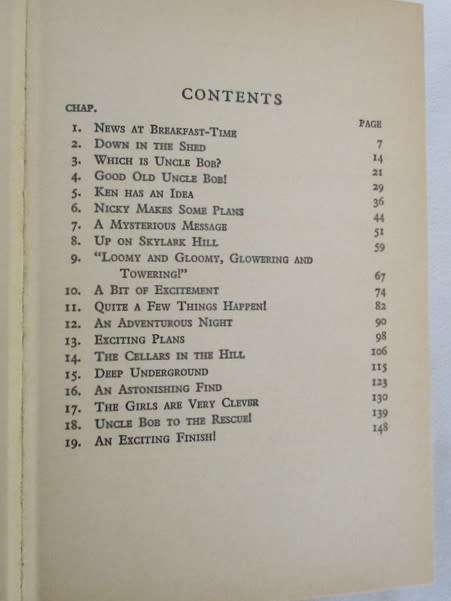 CONTENTS
CHAP. PAGE
1. News at Breakfast-Time 7
2. Down in the Shed 14
3. Which is Uncle Bob? 21
4. Good Old Uncle Bob! 29
5. Ken has an Idea 36
6. Nicky Makes Some Plans 44
7. A Mysterious Message 51
8. Up on Skylark Hill 59
9. “Loomy and Gloomy, Glowering and
Towering!” 67
10. A Bit of Excitement 74
11. Quite a Few Things Happen! 82
12. An Adventurous Night 90
13. Exciting Plans 98
14. The Cellars in the Hill 106
15. Deep Underground 115
16. An Astonishing Find 123
17. The Girls are Very Clever 130
18. Uncle Bob to the Rescue! 139
19. An Exciting Finish! 148